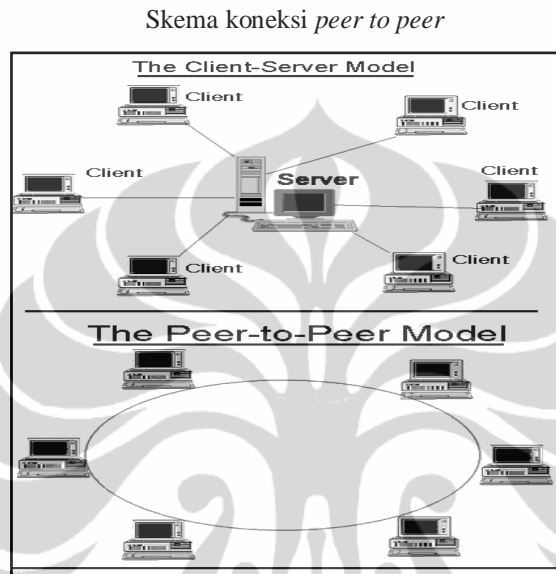 Skema koneksi peer to peer
The Client-Server Model
Client
Client
Client
Client
Server
Client
Client
The Peer-to-Peer Model